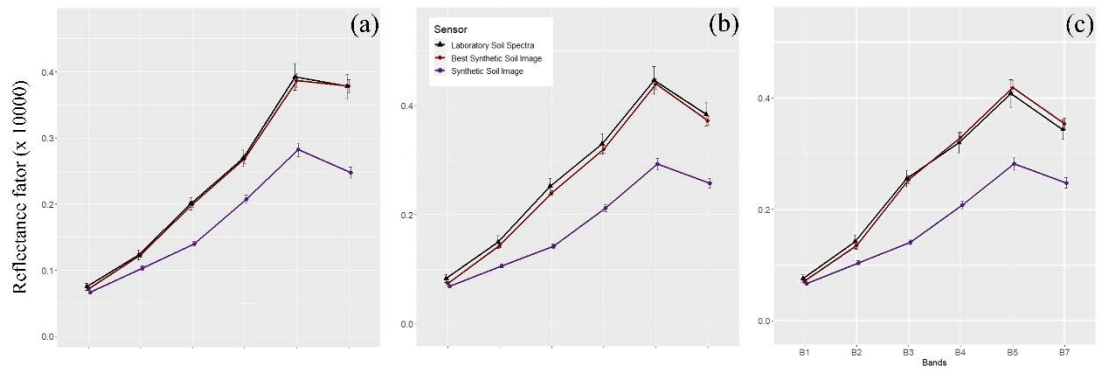 (a)
(b)
(c)
Sensor
Laboratory Soil Spectra
Best Synthetic Soil Image
Synthetic Soil Image
Reflectance fator (x 10000)
0.4
0.3
0.2
0.1
0.0
0.4
0.2
0.0
0.4
0.2
0.0
B1 B2 B3 B4 B5 B7
Bands